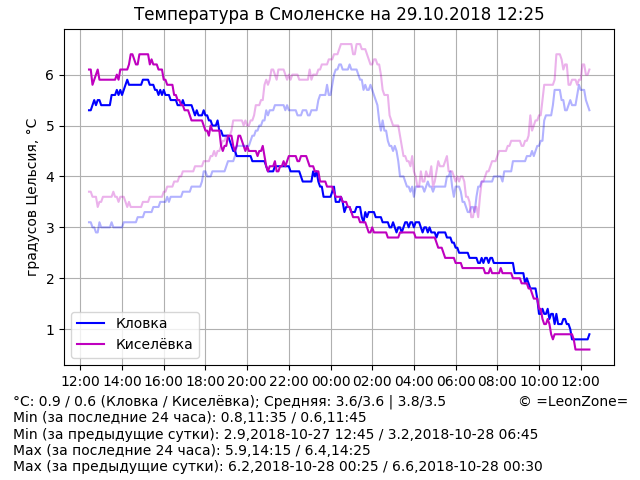 Температура в Смоленске на 29.10.2018 12:25
градусов Цельсия, °C
6
5
4
3
2
1
Кловка
Киселёвка
12:00 14:00 16:00 18:00 20:00 22:00 00:00 02:00 04:00 06:00 08:00 10:00 12:00
°C: 0.9 / 0.6 (Кловка / Киселёвка); Средняя: 3.6/3.6 | 3.8/3.5 © =LeonZone=
Min (за последние 24 часа): 0.8,11:35 / 0.6,11:45
Min (за предыдущие сутки): 2.9,2018-10-27 12:45 / 3.2,2018-10-28 06:45
Max (за последние 24 часа): 5.9,14:15 / 6.4,14:25
Max (за предыдущие сутки): 6.2,2018-10-28 00:25 / 6.6,2018-10-28 00:30